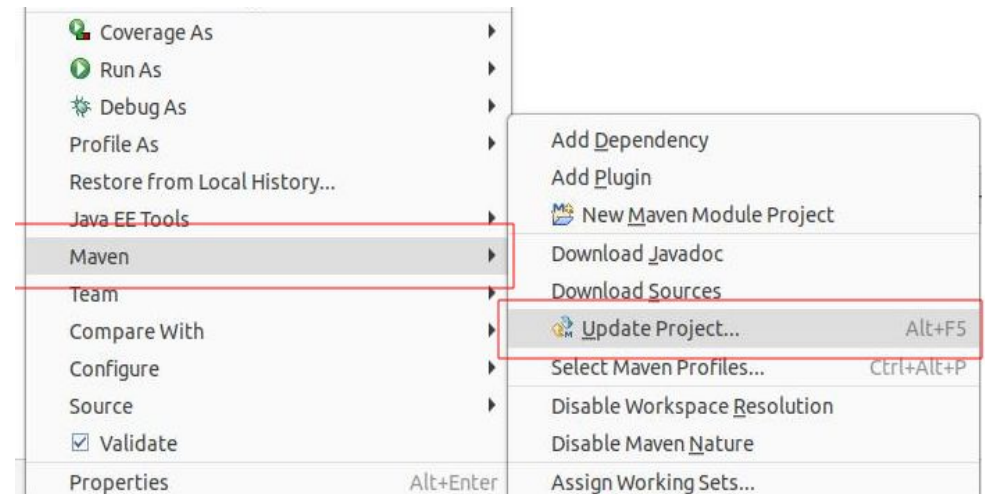 Coverage As
Run As
Debug As
Profile As
Restore from Local History...
Java EE Tools
Maven
Team
Compare With
Configure
Source
Validate
Properties Alt+Enter
Add Dependency
Add Plugin
New Maven Module Project
Download Javadoc
Download Sources
Update Project... Alt+F5
Select Maven Profiles... Ctrl+Alt+P
Disable Workspace Resolution
Disable Maven Nature
Assign Working Sets...